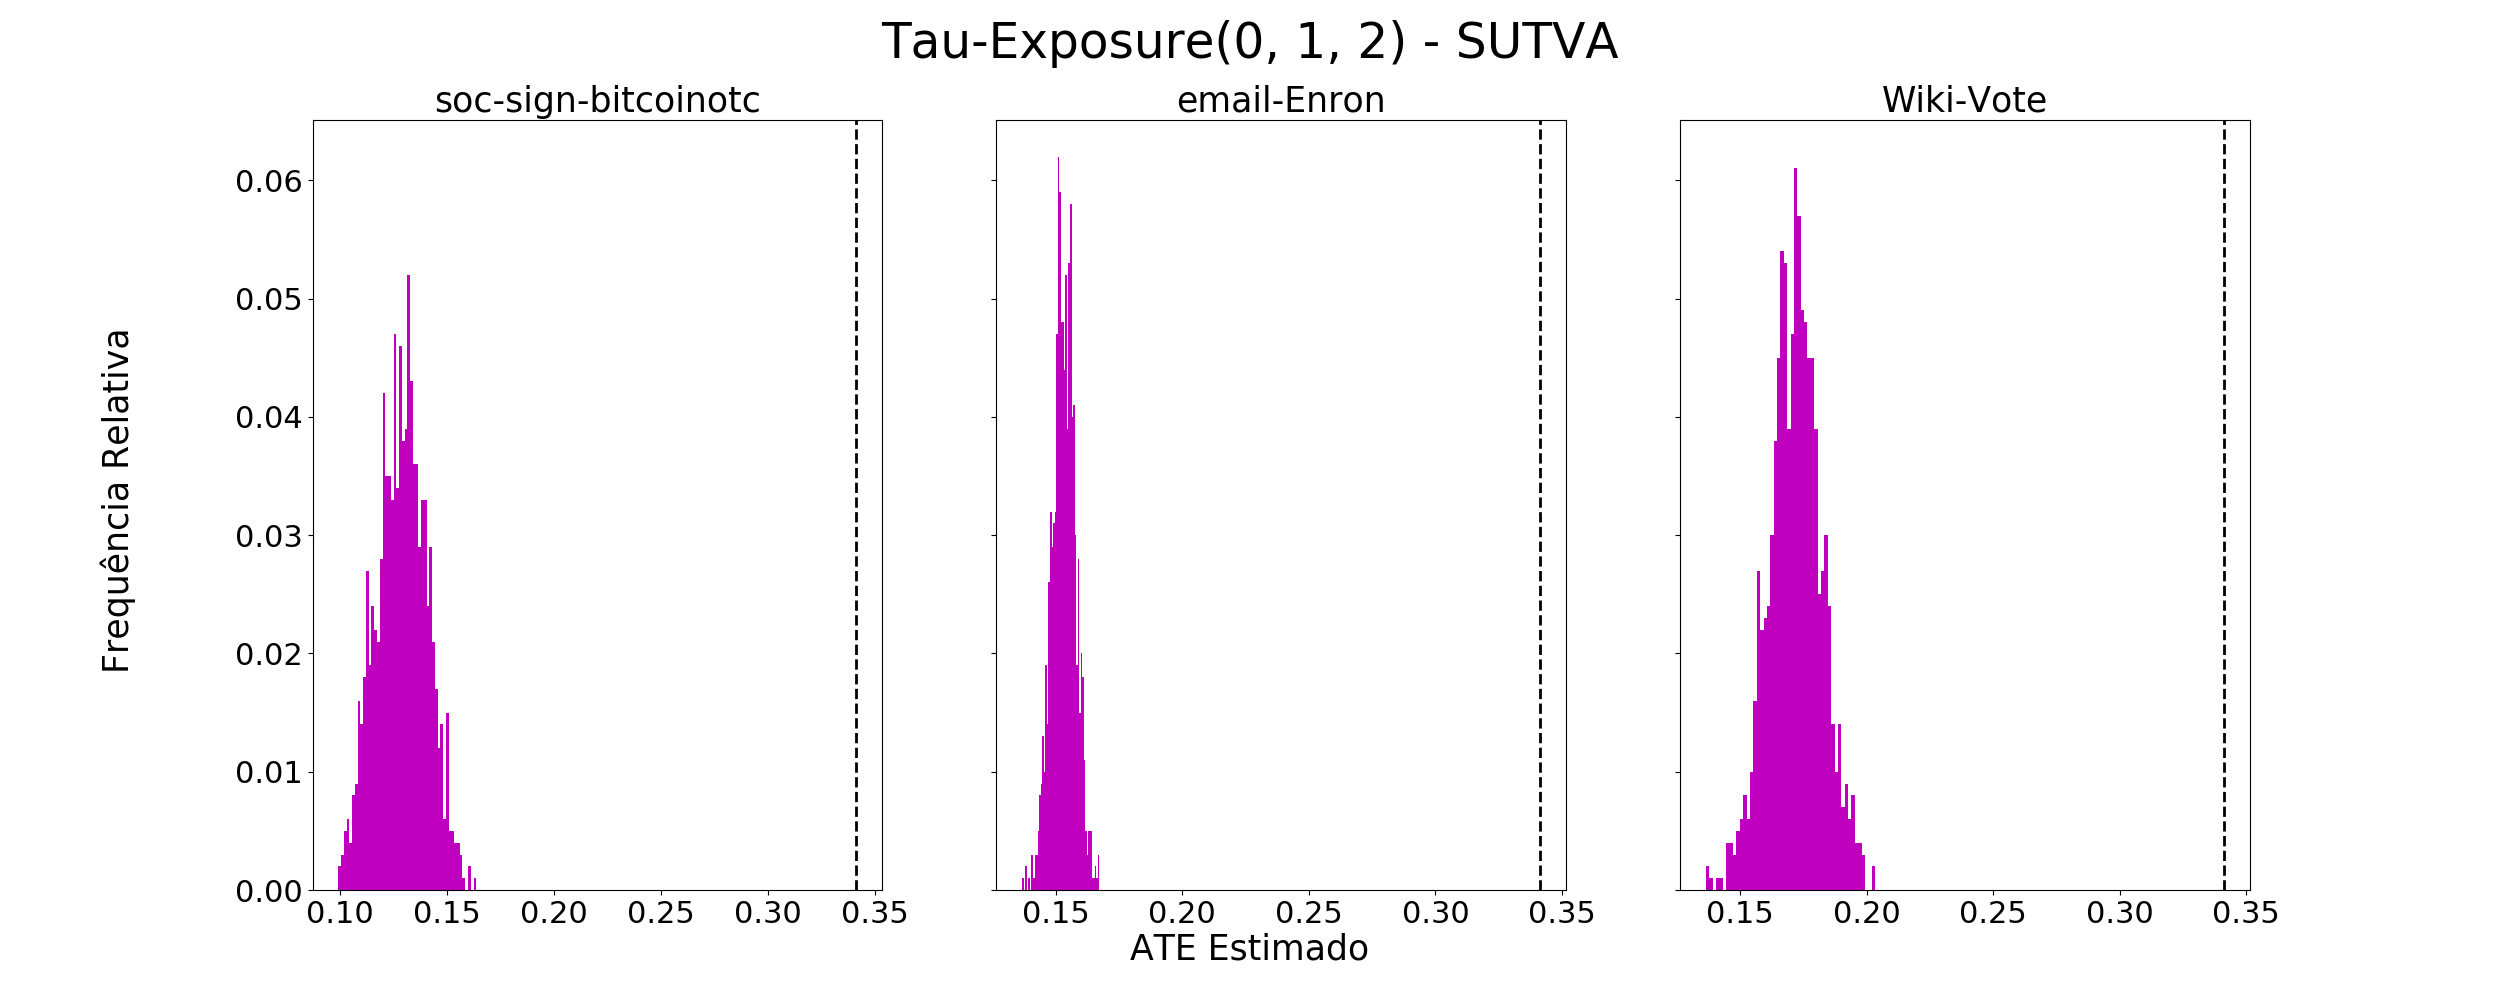 Tau-Exposure(0, 1, 2) - SUTVA
soc-sign-bitcoinotc
email-Enron
Wiki-Vote
Frequência Relativa
0.06
0.05
0.04
0.03
0.02
0.01
0.00
0.10 0.15 0.20 0.25 0.30 0.35
0.15 0.20 0.25 0.30 0.35
0.15 0.20 0.25 0.30 0.35
ATE Estimado